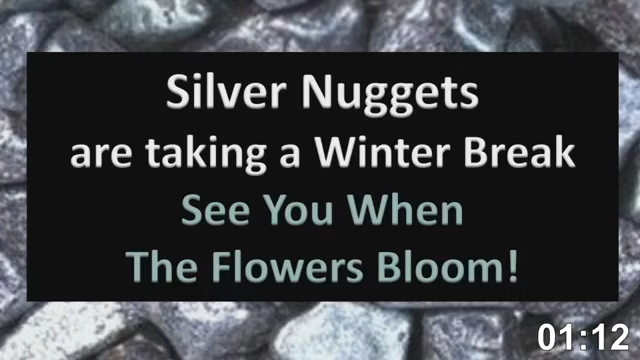 Silver Nuggets
are taking a Winter Break
See You When
The Flowers Bloom!
01:12